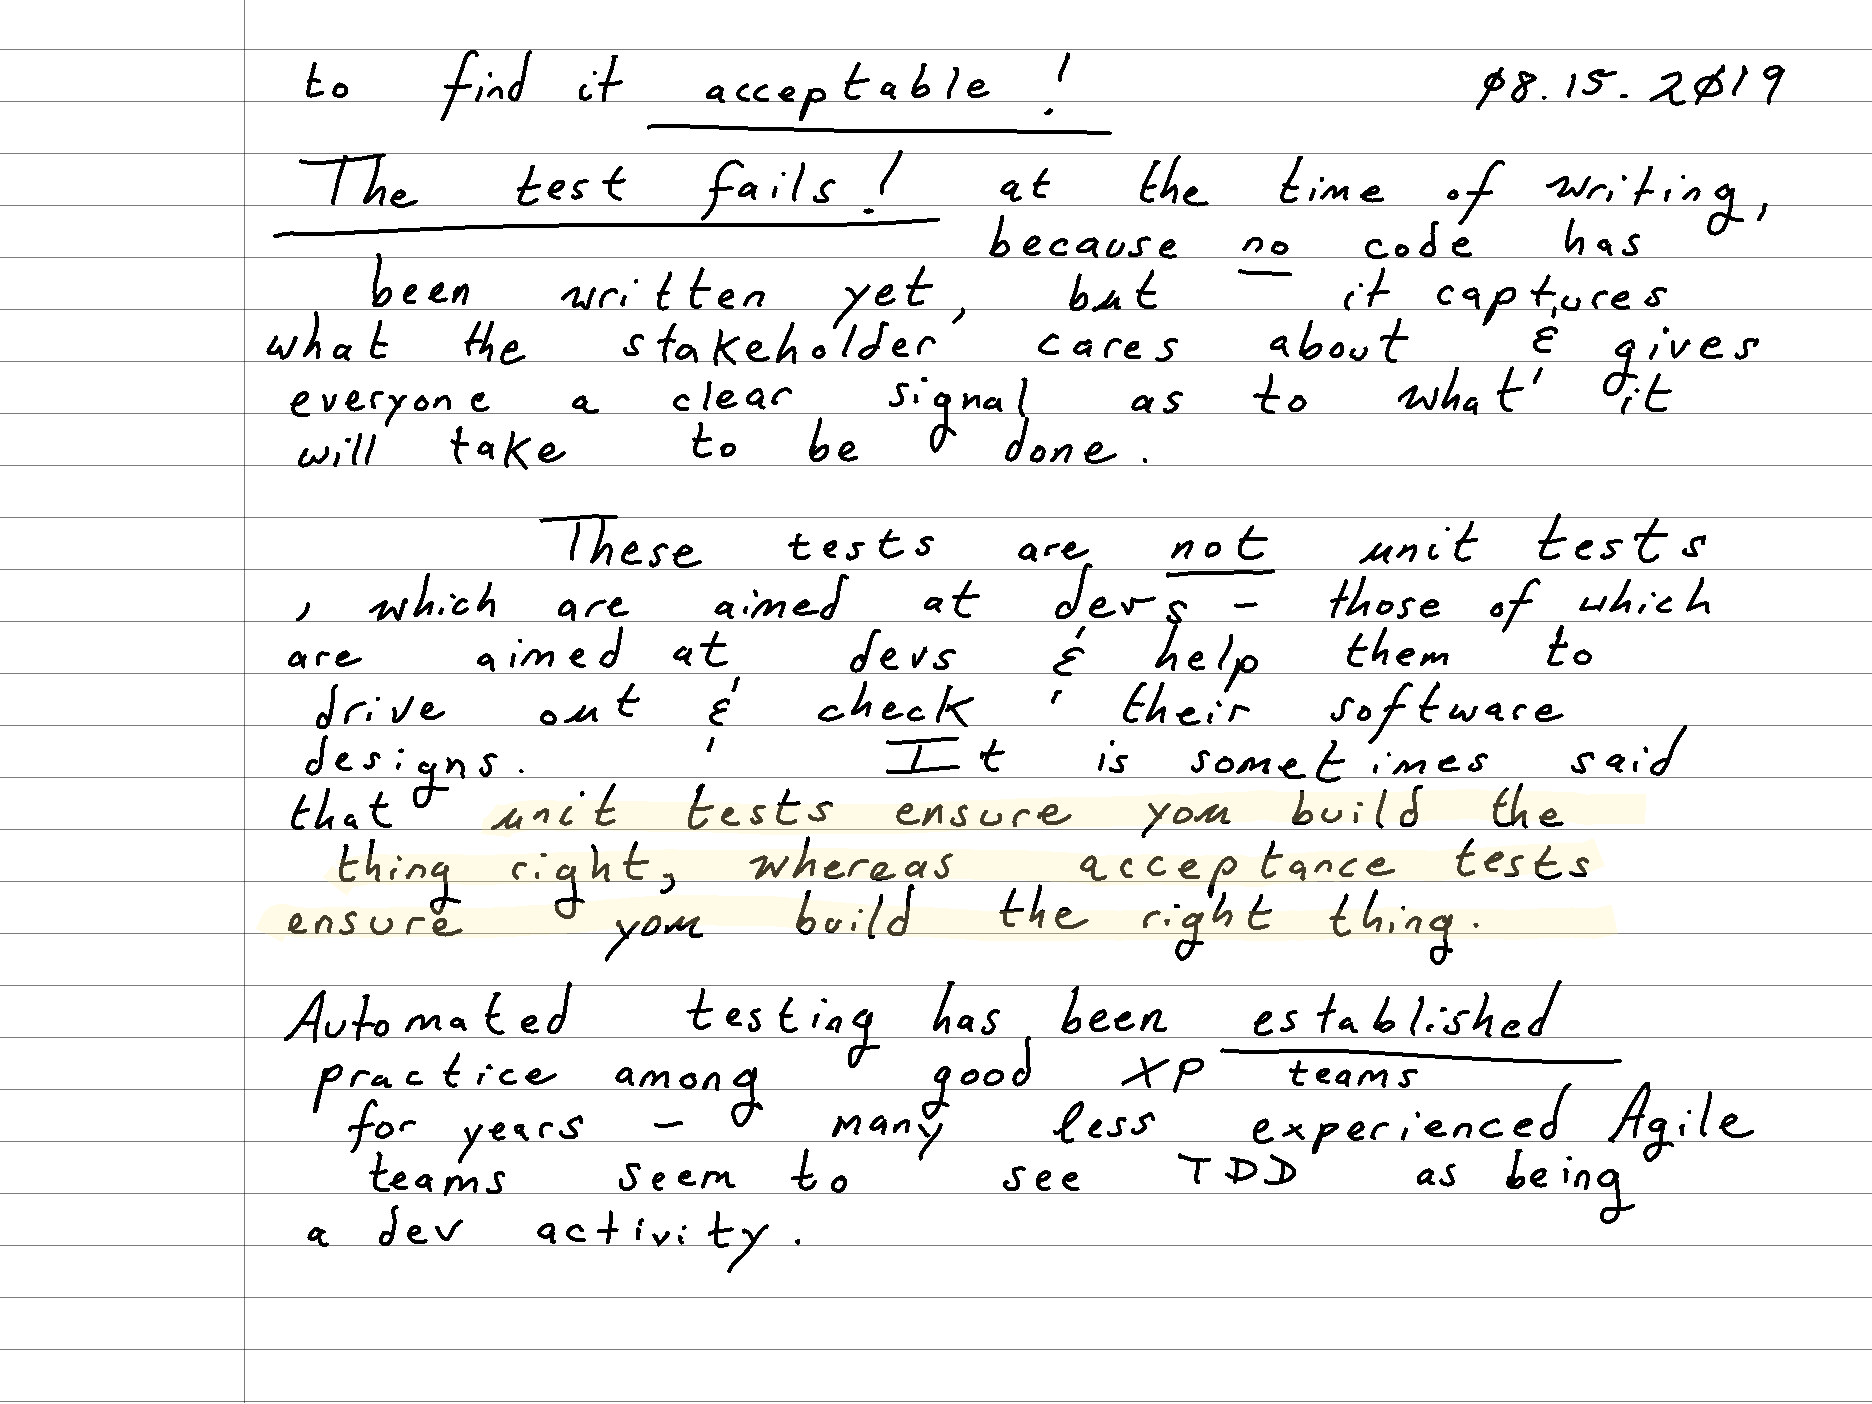 to find it acceptable! 08.15.2019
The test fails! at the time of writing,
because no code has
been written yet, but it captures
what the stakeholder cares about & gives
everyone a clear signal as to what it
will take to be done.
These tests are not unit tests
, which are aimed at devs - those of which
are aimed at devs & help them to
drive out & check their software
designs. It is sometimes said
that unit tests ensure you build the
thing right, whereas acceptance tests
ensure you build the right thing.
Automated testing has been established
practice among good XP teams
for years - many less experienced Agile
teams seem to see TDD as being
a dev activity.